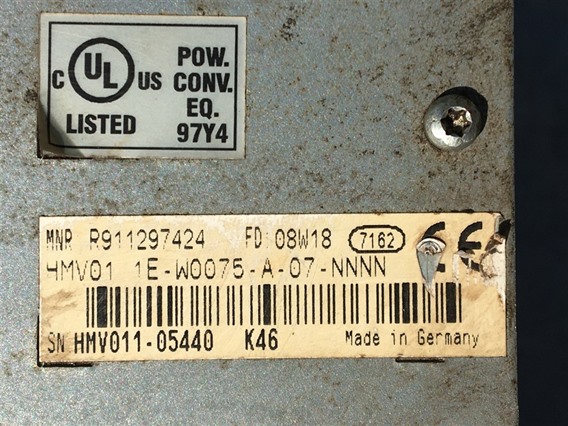 C UL US
LISTED
POW.
CONV.
EQ.
97Y4
MNR R911297424 FD 08W18 7162
HMV01 1E-W0075-A-07-NNNN CE
SN HMV011-05440 K46 Made in Germany